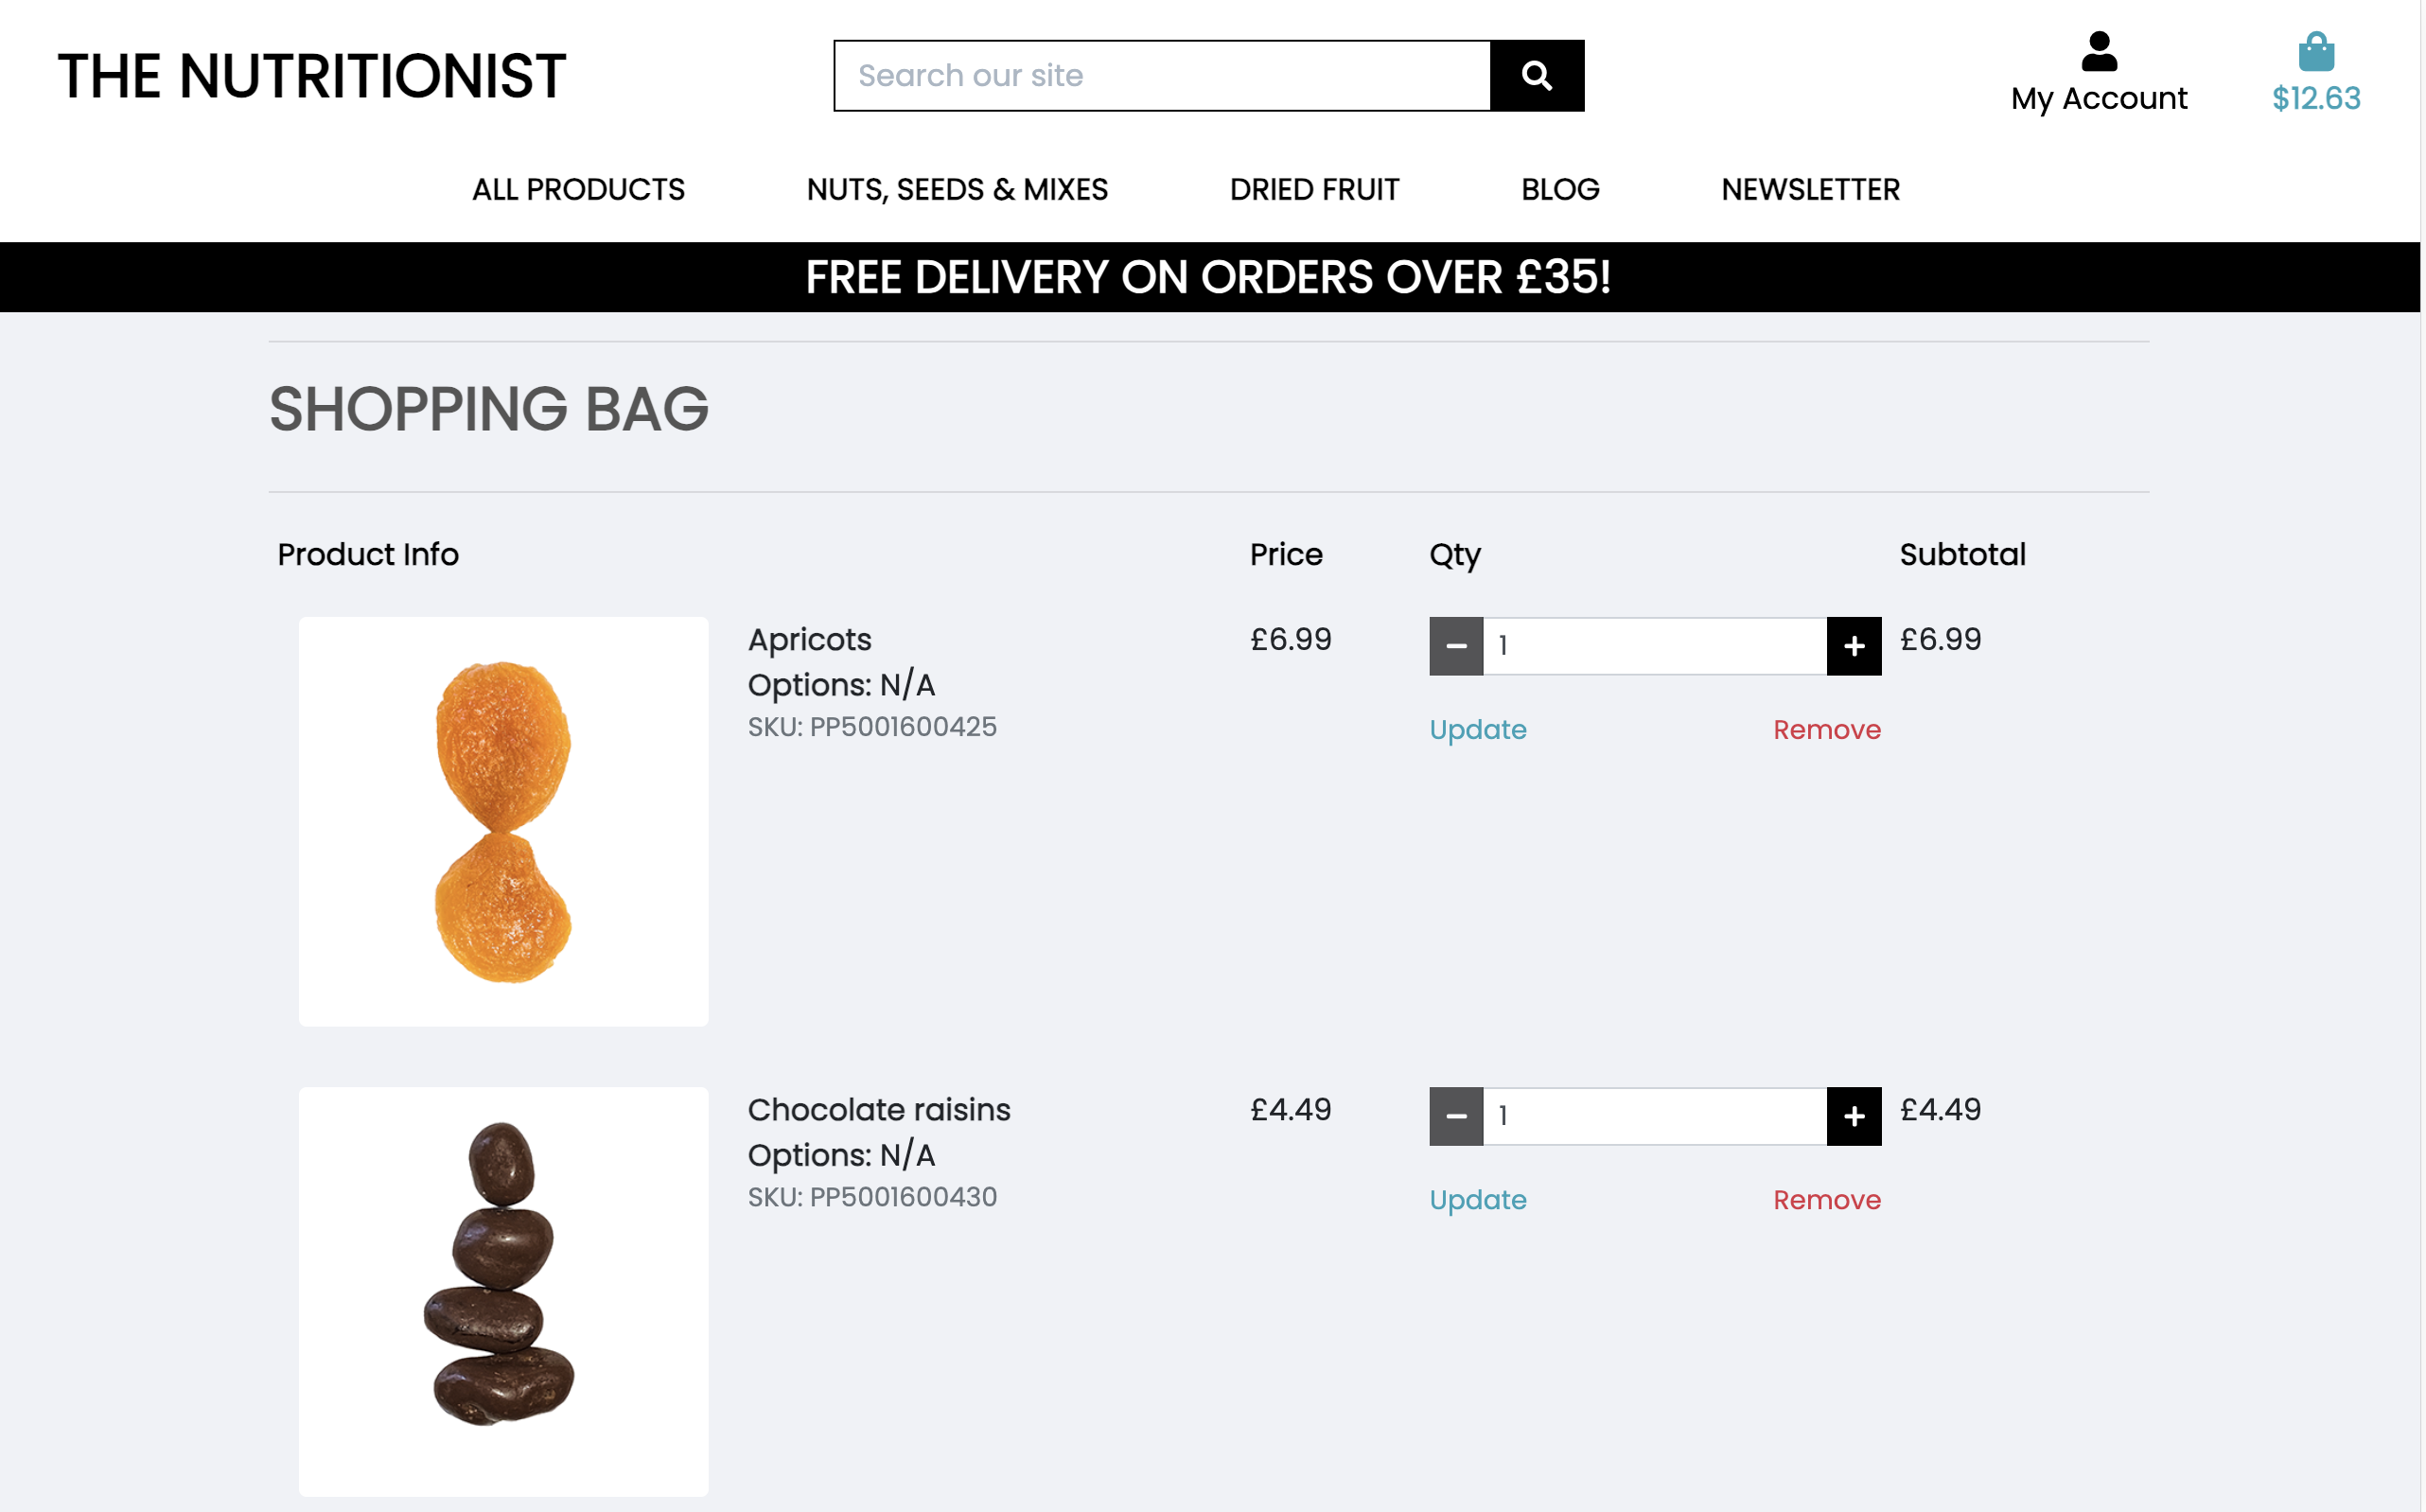 THE NUTRITIONIST
Search our site
My Account
$12.63
ALL PRODUCTS NUTS, SEEDS & MIXES DRIED FRUIT BLOG NEWSLETTER
FREE DELIVERY ON ORDERS OVER £35!
SHOPPING BAG
Product Info Price Qty Subtotal
Apricots £6.99 1 £6.99
Options: N/A
SKU: PP5001600425
Update Remove
Chocolate raisins £4.49 1 £4.49
Options: N/A
SKU: PP5001600430
Update Remove